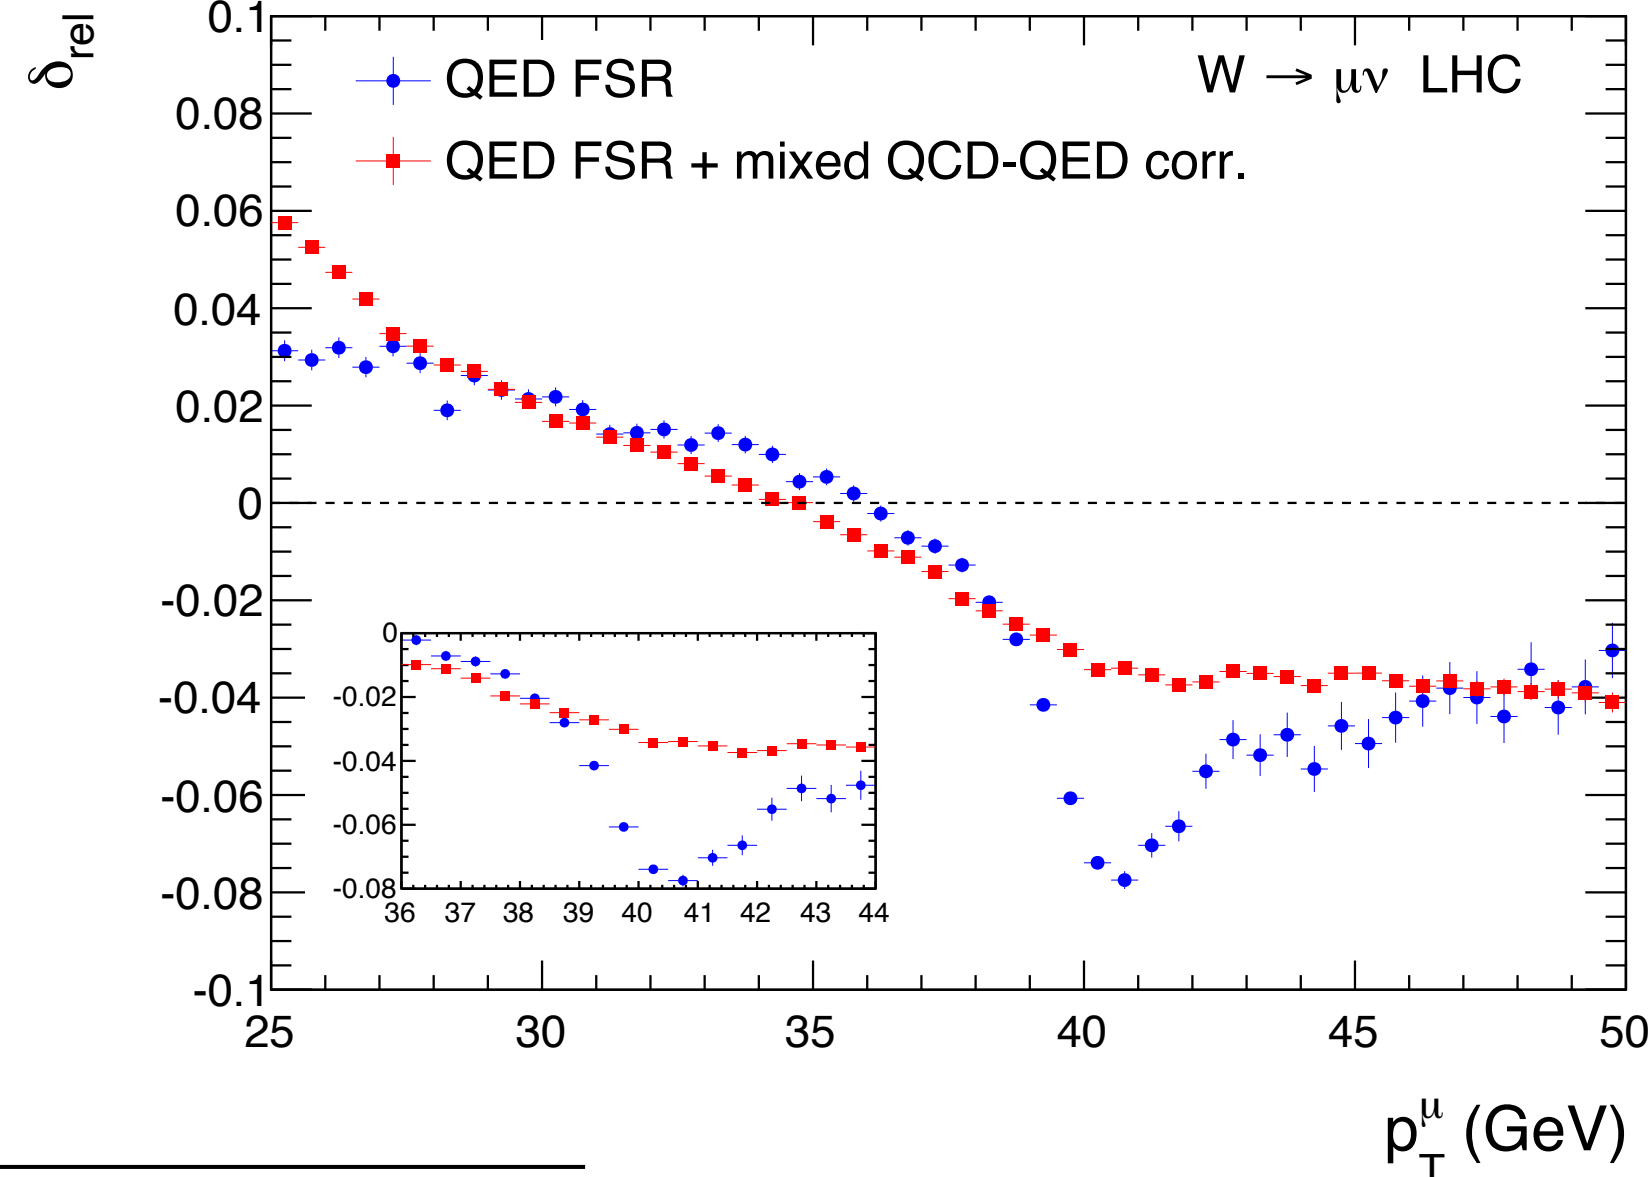 δrel
0.1
0.08
0.06
0.04
0.02
0
-0.02
-0.04
-0.06
-0.08
-0.1
QED FSR
QED FSR + mixed QCD-QED corr.
W → μν LHC
0
-0.02
-0.04
-0.06
-0.08
36 37 38 39 40 41 42 43 44
25 30 35 40 45 50
pTμ (GeV)